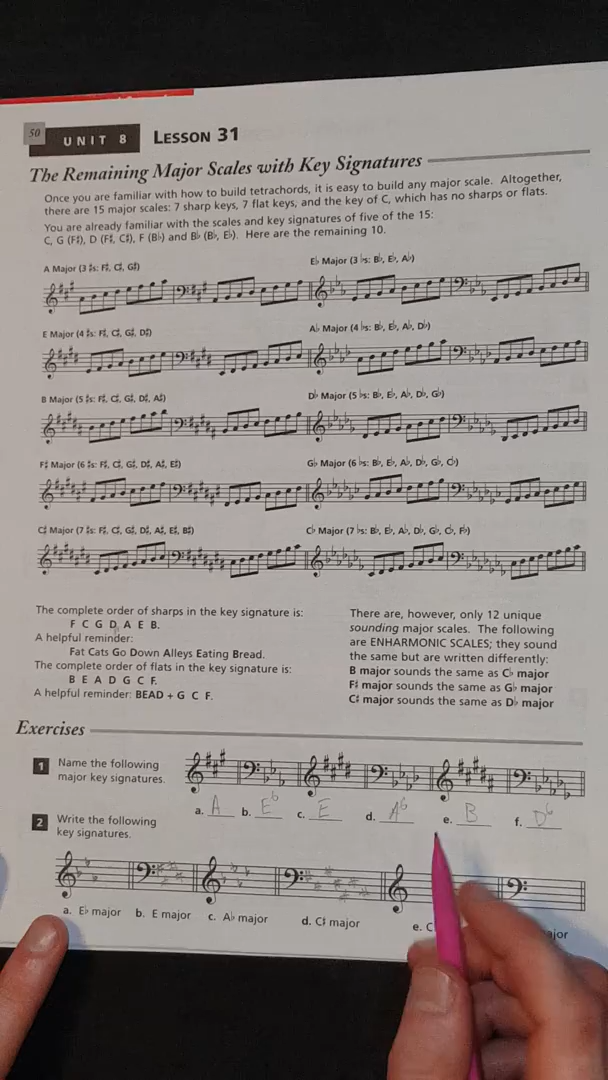 50
UNIT 8 LESSON 31
The Remaining Major Scales with Key Signatures
Once you are familiar with how to build tetrachords, it is easy to build any major scale. Altogether,
there are 15 major scales: 7 sharp keys, 7 flat keys, and the key of C, which has no sharps or flats.
You are already familiar with the scales and key signatures of five of the 15:
C, G (F♯), D (F♯, C♯), F (B♭) and B♭ (B♭, E♭). Here are the remaining 10.
A Major (3 ♯s: F♯, C♯, G♯)
E♭ Major (3 ♭s: B♭, E♭, A♭)
E Major (4 ♯s: F♯, C♯, G♯, D♯)
A♭ Major (4 ♭s: B♭, E♭, A♭, D♭)
B Major (5 ♯s: F♯, C♯, G♯, D♯, A♯)
D♭ Major (5 ♭s: B♭, E♭, A♭, D♭, G♭)
F♯ Major (6 ♯s: F♯, C♯, G♯, D♯, A♯, E♯)
G♭ Major (6 ♭s: B♭, E♭, A♭, D♭, G♭, C♭)
C♯ Major (7 ♯s: F♯, C♯, G♯, D♯, A♯, E♯, B♯)
C♭ Major (7 ♭s: B♭, E♭, A♭, D♭, G♭, C♭, F♭)
The complete order of sharps in the key signature is:
F C G D A E B.
A helpful reminder:
Fat Cats Go Down Alleys Eating Bread.
The complete order of flats in the key signature is:
B E A D G C F.
A helpful reminder: BEAD + G C F.
There are, however, only 12 unique
sounding major scales. The following
are ENHARMONIC SCALES; they sound
the same but are written differently:
B major sounds the same as C♭ major
F♯ major sounds the same as G♭ major
C♯ major sounds the same as D♭ major
Exercises
1 Name the following
major key signatures.
a. A b. E♭ c. E d. A♭ e. B f. D♭
2 Write the following
key signatures.
a. E♭ major b. E major c. A♭ major d. C♯ major e. C